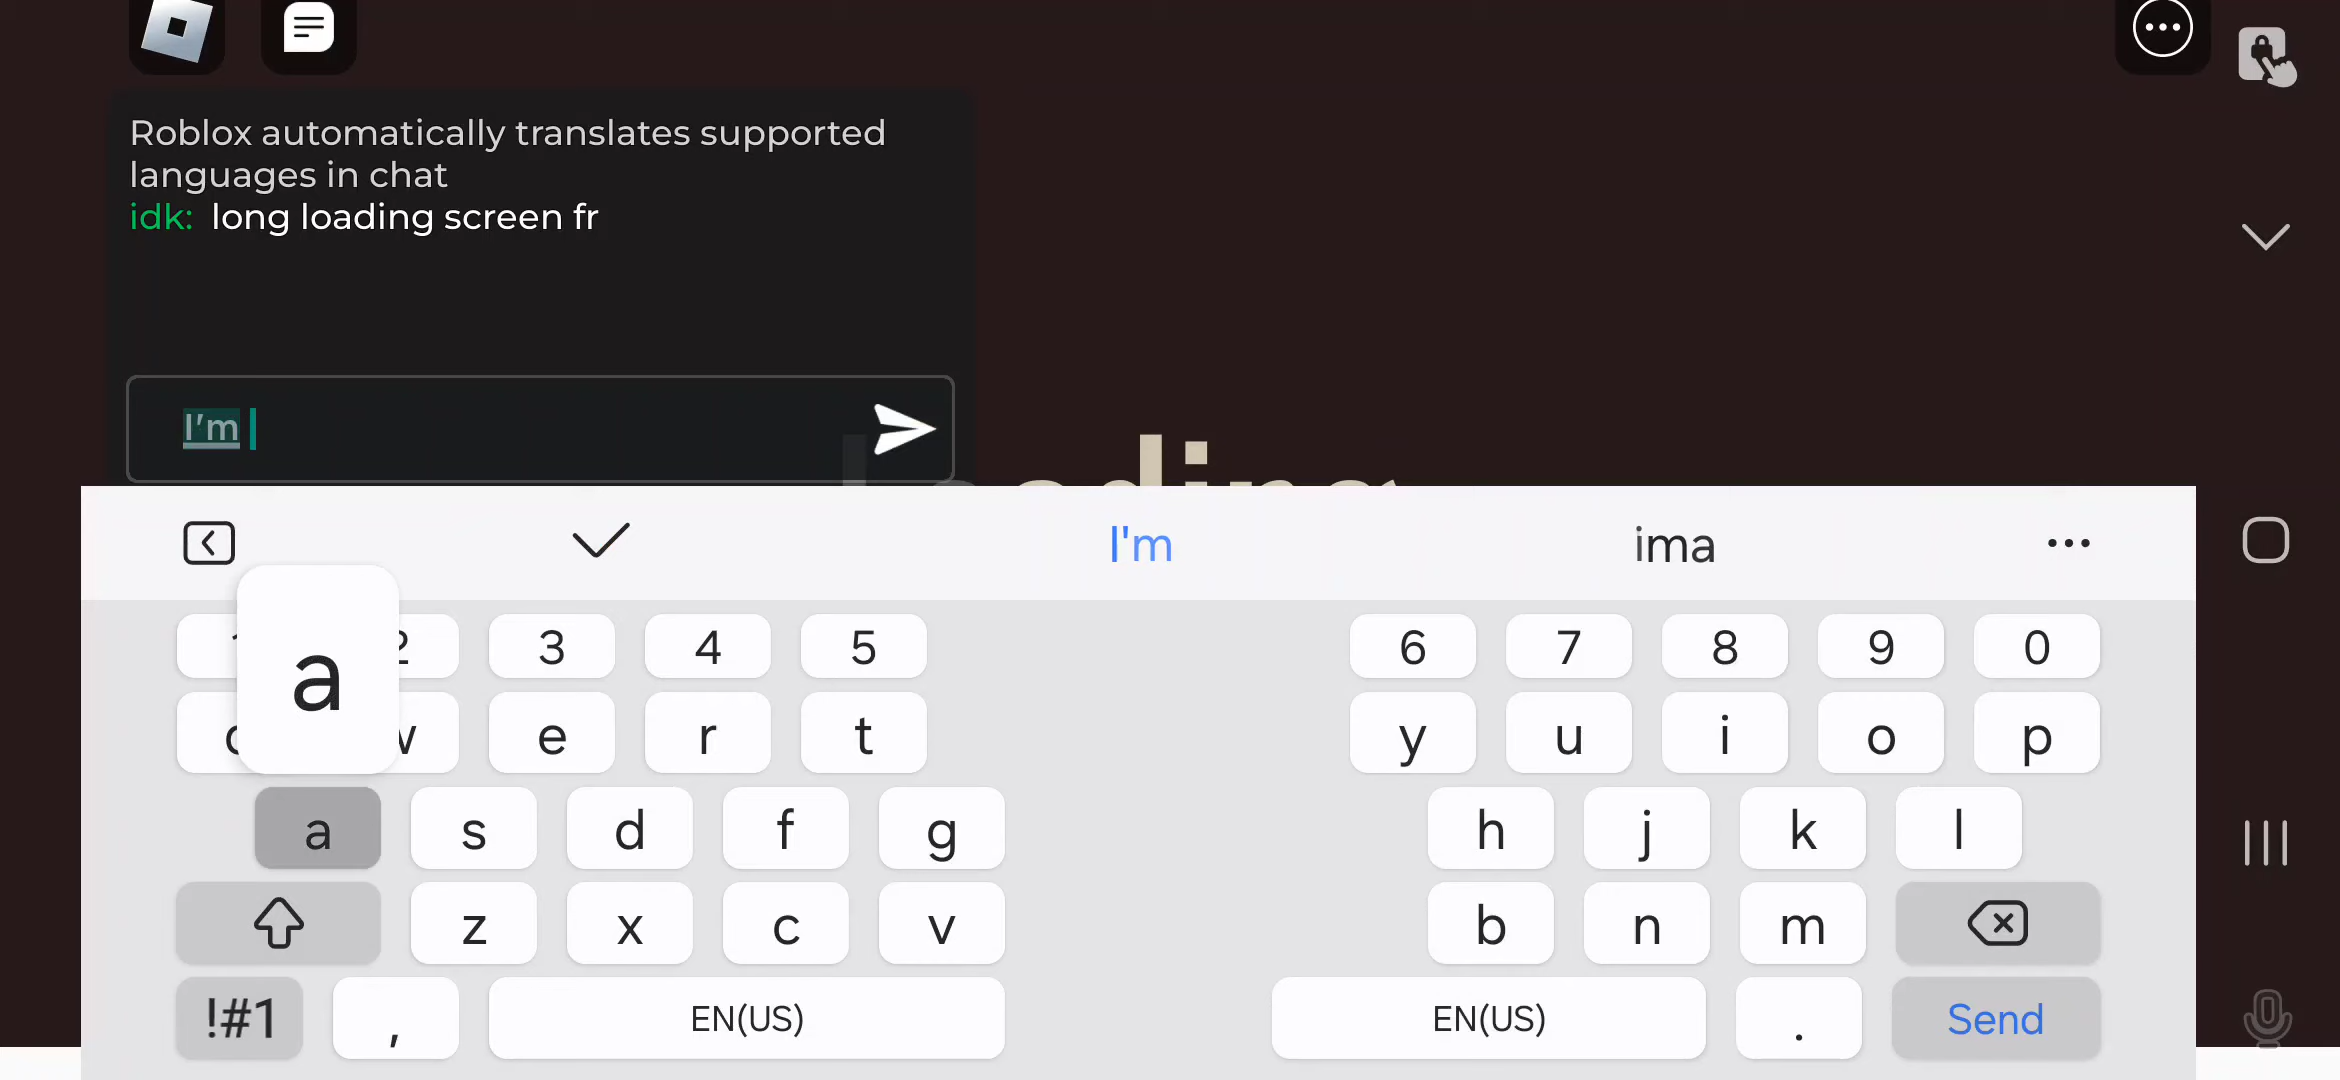 Roblox automatically translates supported
languages in chat
idk: long loading screen fr
I'm
I'm ima
a
3 4 5 6 7 8 9 0
e r t y u i o p
a s d f g h j k l
z x c v b n m
!#1 , EN(US) EN(US) . Send